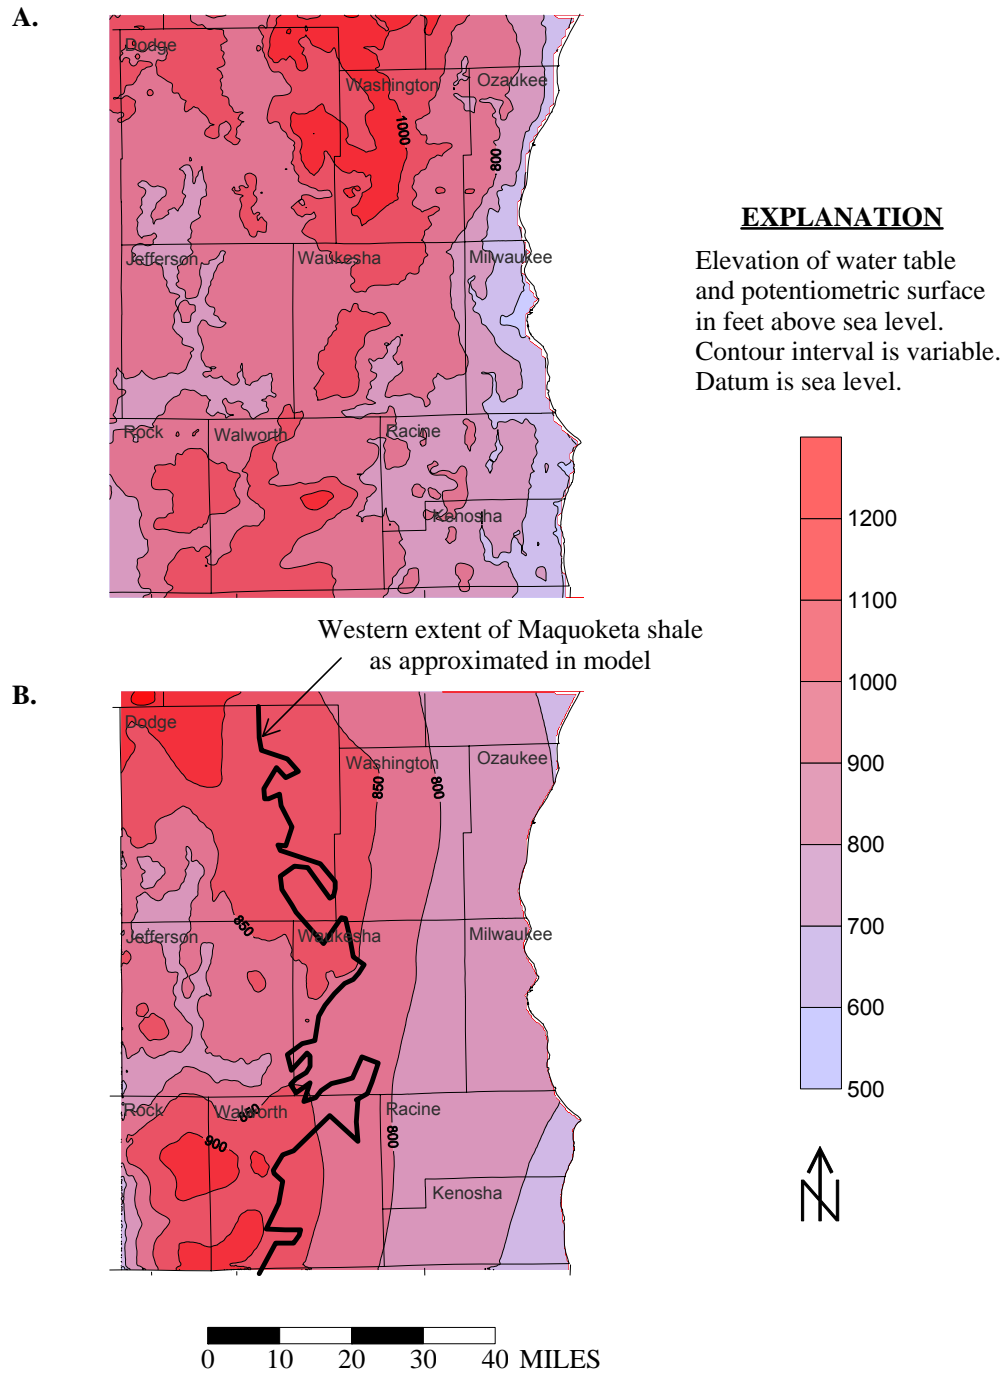 A.
Dodge
Washington
Ozaukee
1000
800
Jefferson
Waukesha
Milwaukee
Rock
Walworth
Racine
Kenosha
EXPLANATION
Elevation of water table
and potentiometric surface
in feet above sea level.
Contour interval is variable.
Datum is sea level.
1200
1100
1000
900
800
700
600
500
N
Western extent of Maquoketa shale
as approximated in model
B.
Dodge
Washington
Ozaukee
850
800
850
Jefferson
Waukesha
Milwaukee
Rock
Walworth
850
Racine
900
800
Kenosha
0 10 20 30 40 MILES